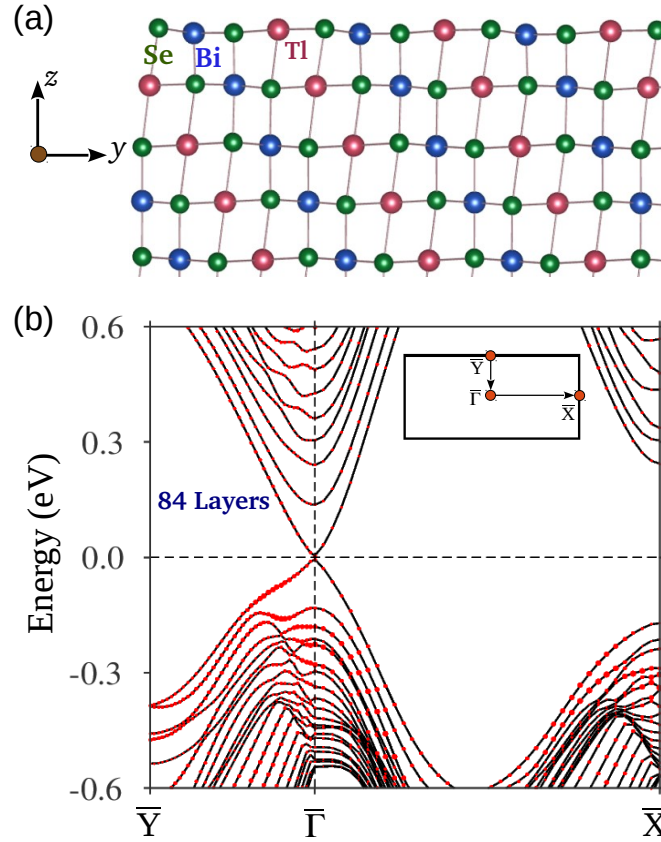 (a)
Se
Bi
Tl
z
y
(b)
0.6
0.3
0.0
-0.3
-0.6
Energy (eV)
84 Layers
Y̅
Γ̅
X̅
Y̅
Γ̅
X̅